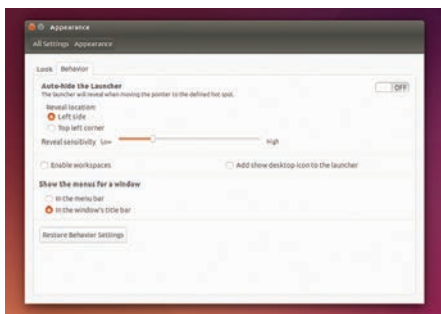 Appearance
All Settings Appearance
Look Behavior
Auto-hide the Launcher OFF
The launcher will reveal when moving the pointer to the defined hot spot.
Reveal location:
Left side
Top left corner
Reveal sensitivity Low High
Enable workspaces Add show desktop icon to the launcher
Show the menus for a window
In the menu bar
In the window's title bar
Restore Behavior Settings